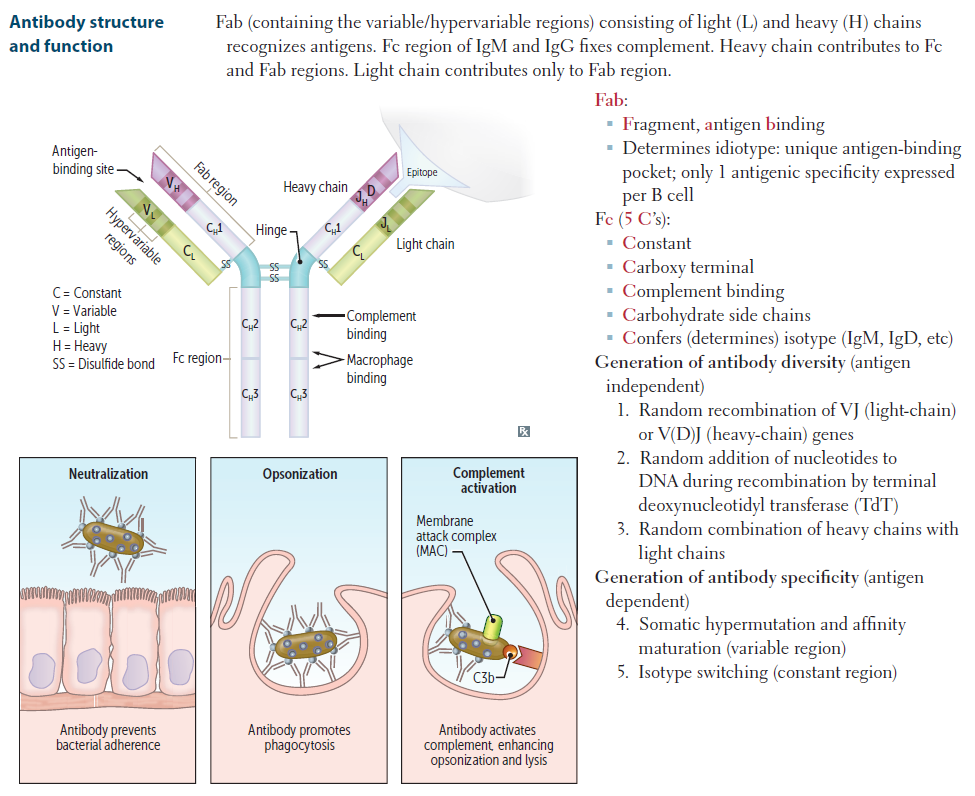 Antibody structure
and function
Fab (containing the variable/hypervariable regions) consisting of light (L) and heavy (H) chains
recognizes antigens. Fc region of IgM and IgG fixes complement. Heavy chain contributes to Fc
and Fab regions. Light chain contributes only to Fab region.
Antigen-
binding site
VH
VL
Fab region
Hypervariable
regions
CH1
CL
SS
Heavy chain
Hinge
SS
SS
JH
D
Epitope
CH1
JL
CL
SS
Light chain
C = Constant
V = Variable
L = Light
H = Heavy
SS = Disulfide bond
Fc region
CH2
CH2
Complement
binding
Macrophage
binding
CH3
CH3
Rx
Fab:
▪ Fragment, antigen binding
▪ Determines idiotype: unique antigen-binding
pocket; only 1 antigenic specificity expressed
per B cell
Fc (5 C’s):
▪ Constant
▪ Carboxy terminal
▪ Complement binding
▪ Carbohydrate side chains
▪ Confers (determines) isotype (IgM, IgD, etc)
Generation of antibody diversity (antigen
independent)
1. Random recombination of VJ (light-chain)
or V(D)J (heavy-chain) genes
2. Random addition of nucleotides to
DNA during recombination by terminal
deoxynucleotidyl transferase (TdT)
3. Random combination of heavy chains with
light chains
Generation of antibody specificity (antigen
dependent)
4. Somatic hypermutation and affinity
maturation (variable region)
5. Isotype switching (constant region)
Neutralization
Antibody prevents
bacterial adherence
Opsonization
Antibody promotes
phagocytosis
Complement
activation
Membrane
attack complex
(MAC)
C3b
Antibody activates
complement, enhancing
opsonization and lysis